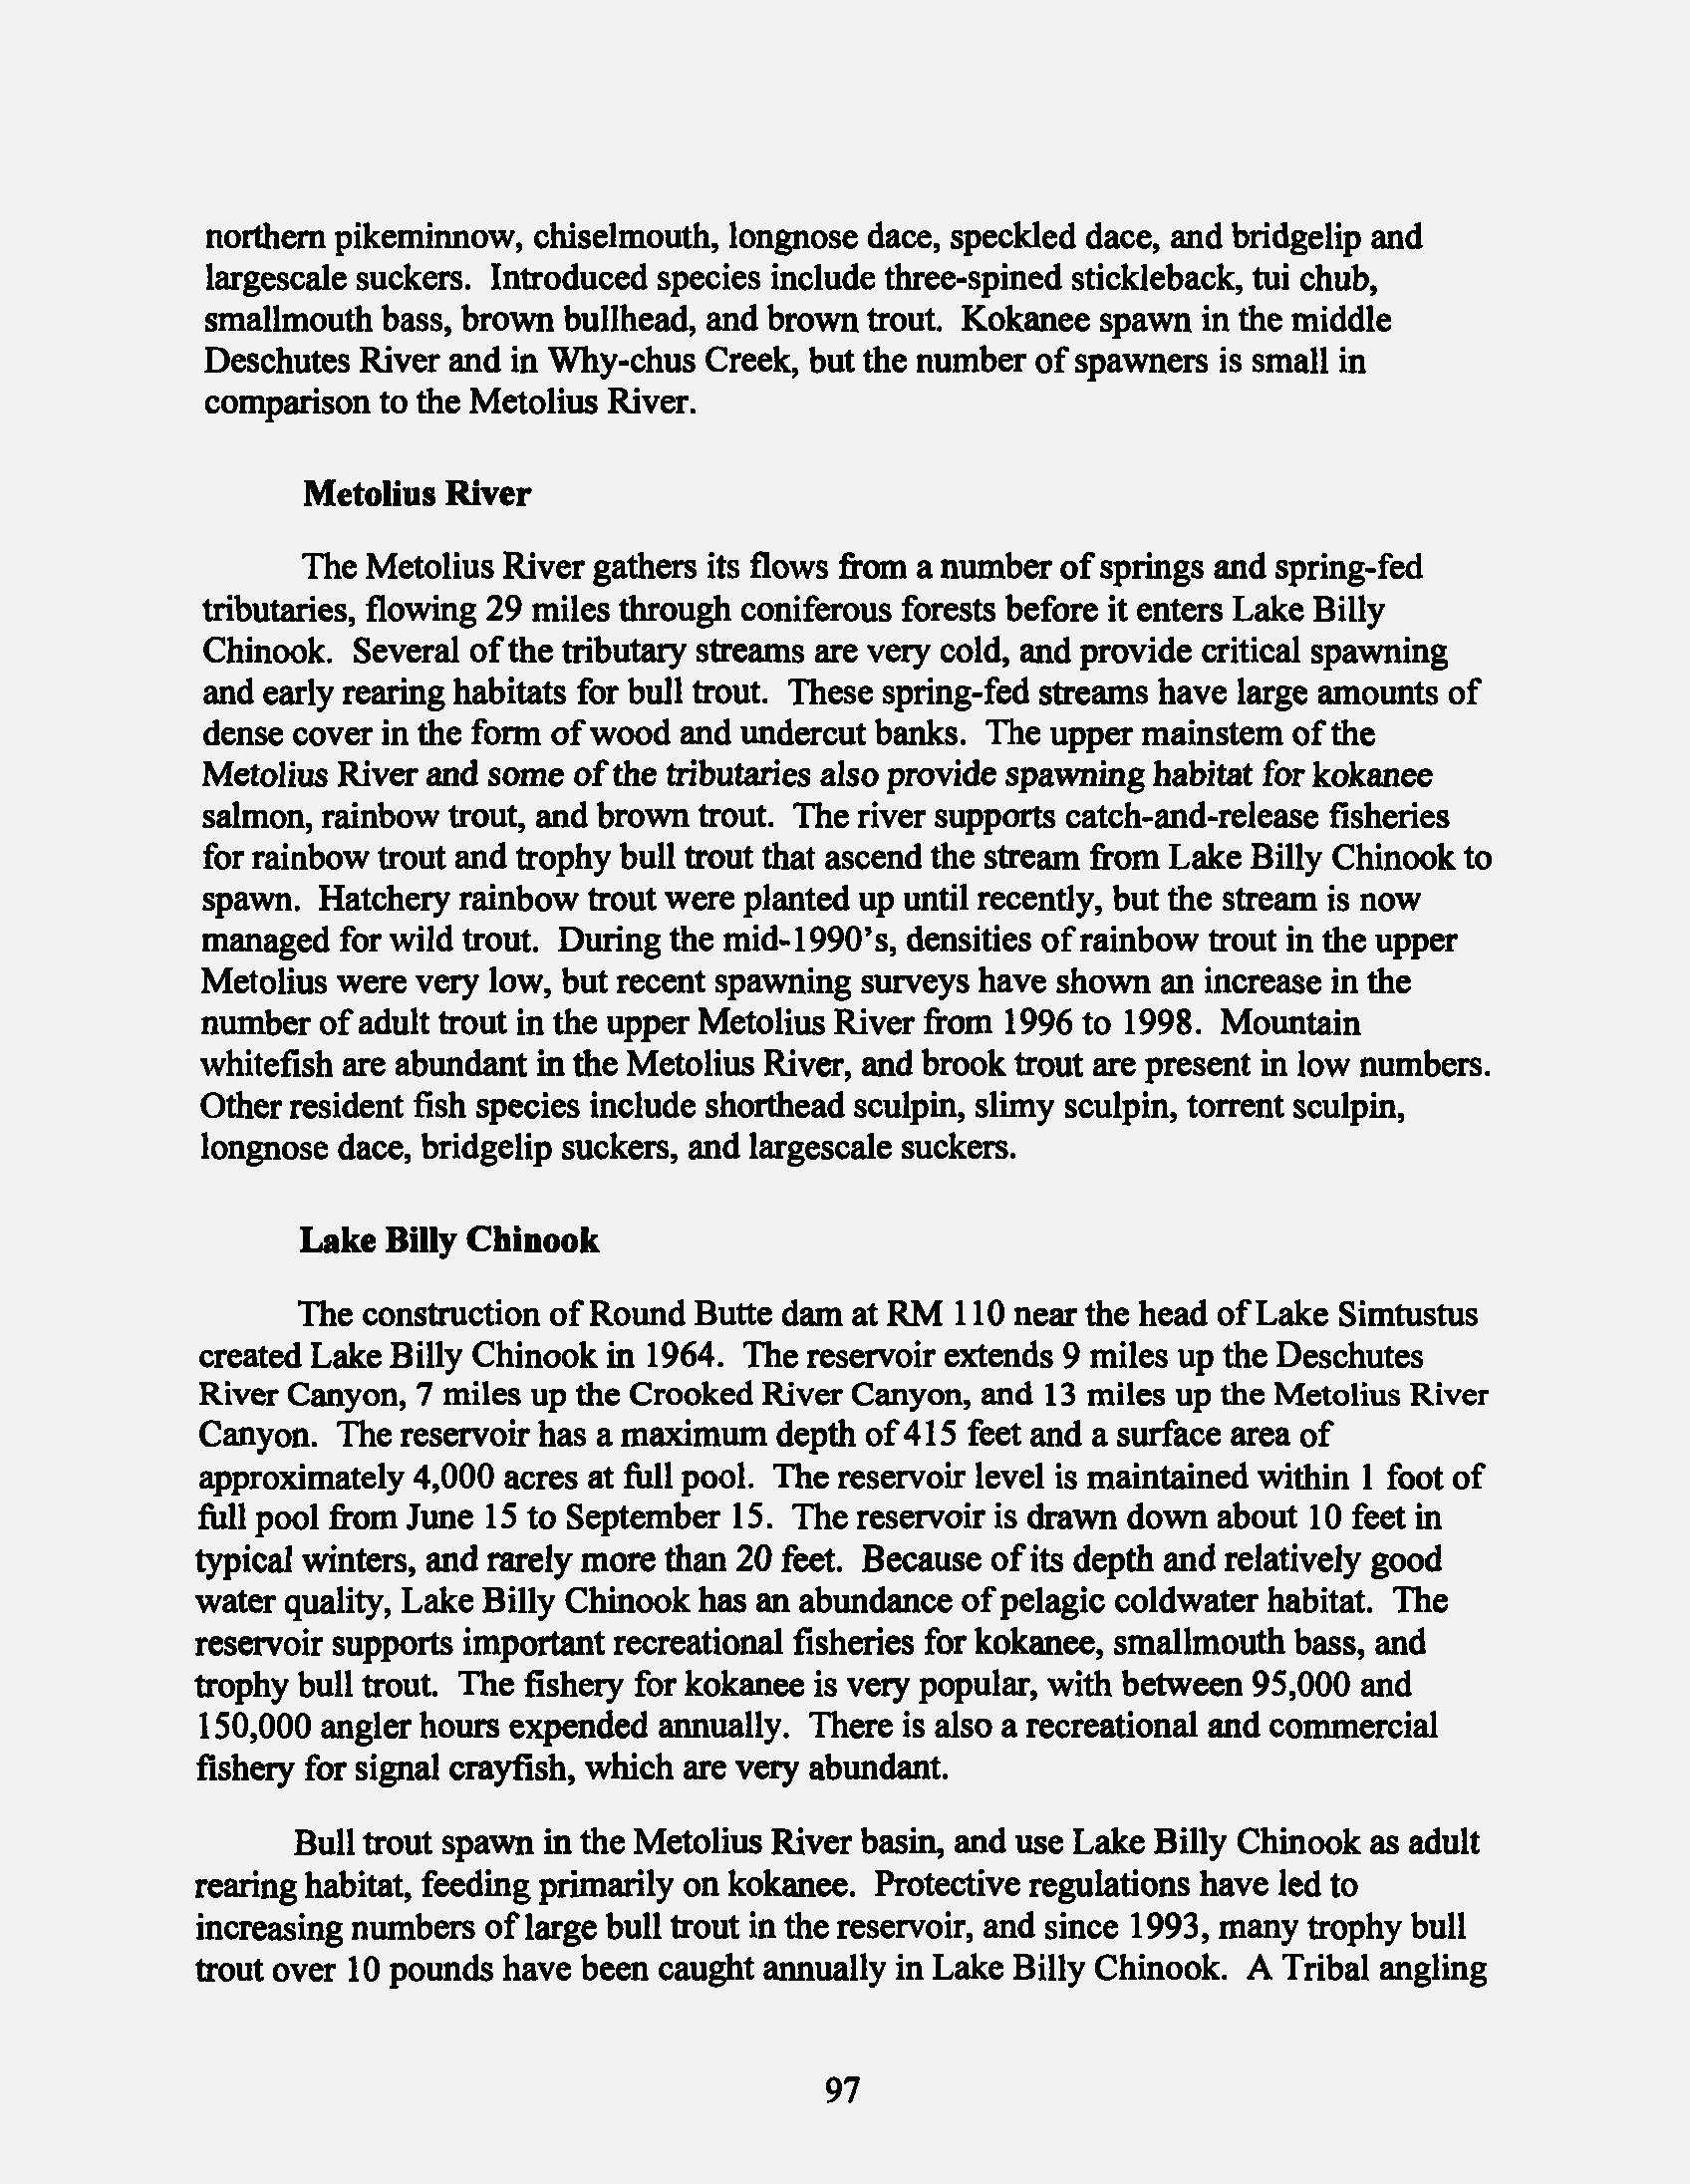 northern pikeminnow, chiselmouth, longnose dace, speckled dace, and bridgelip and
largescale suckers. Introduced species include three-spined stickleback, tui chub,
smallmouth bass, brown bullhead, and brown trout. Kokanee spawn in the middle
Deschutes River and in Why-chus Creek, but the number of spawners is small in
comparison to the Metolius River.
Metolius River
The Metolius River gathers its flows from a number of springs and spring-fed
tributaries, flowing 29 miles through coniferous forests before it enters Lake Billy
Chinook. Several of the tributary streams are very cold, and provide critical spawning
and early rearing habitats for bull trout. These spring-fed streams have large amounts of
dense cover in the form of wood and undercut banks. The upper mainstem of the
Metolius River and some of the tributaries also provide spawning habitat for kokanee
salmon, rainbow trout, and brown trout. The river supports catch-and-release fisheries
for rainbow trout and trophy bull trout that ascend the stream from Lake Billy Chinook to
spawn. Hatchery rainbow trout were planted up until recently, but the stream is now
managed for wild trout. During the mid-1990's, densities of rainbow trout in the upper
Metolius were very low, but recent spawning surveys have shown an increase in the
number of adult trout in the upper Metolius River from 1996 to 1998. Mountain
whitefish are abundant in the Metolius River, and brook trout are present in low numbers.
Other resident fish species include shorthead sculpin, slimy sculpin, torrent sculpin,
longnose dace, bridgelip suckers, and largescale suckers.
Lake Billy Chinook
The construction of Round Butte dam at RM 110 near the head of Lake Simtustus
created Lake Billy Chinook in 1964. The reservoir extends 9 miles up the Deschutes
River Canyon, 7 miles up the Crooked River Canyon, and 13 miles up the Metolius River
Canyon. The reservoir has a maximum depth of 415 feet and a surface area of
approximately 4,000 acres at full pool. The reservoir level is maintained within 1 foot of
full pool from June 15 to September 15. The reservoir is drawn down about 10 feet in
typical winters, and rarely more than 20 feet. Because of its depth and relatively good
water quality, Lake Billy Chinook has an abundance of pelagic coldwater habitat. The
reservoir supports important recreational fisheries for kokanee, smallmouth bass, and
trophy bull trout. The fishery for kokanee is very popular, with between 95,000 and
150,000 angler hours expended annually. There is also a recreational and commercial
fishery for signal crayfish, which are very abundant.
Bull trout spawn in the Metolius River basin, and use Lake Billy Chinook as adult
rearing habitat, feeding primarily on kokanee. Protective regulations have led to
increasing numbers of large bull trout in the reservoir, and since 1993, many trophy bull
trout over 10 pounds have been caught annually in Lake Billy Chinook. A Tribal angling
97